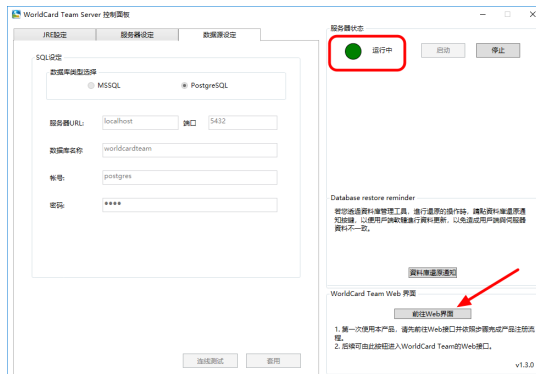 WorldCard Team Server 控制面板
JRE設定
服务器设定
数据源设定
SQL设定
数据库类型选择
MSSQL
PostgreSQL
服务器URL:
localhost
端口
5432
数据库名称
worldcardteam
帐号:
postgres
密码:
连线测试
套用
服务器状态
运行中
启动
停止
Database restore reminder
若您透過資料庫管理工具，進行還原的操作時，請點資料庫還原通
知按鍵，以便用戶端軟體進行資料更新，以免造成用戶端與伺服器
資料不一致。
資料庫還原通知
WorldCard Team Web 界面
前往Web界面
1. 第一次使用本产品，请先前往Web接口并依照步骤完成产品注册流
程。
2. 后续可由此按钮进入WorldCard Team的Web接口。
v1.3.0